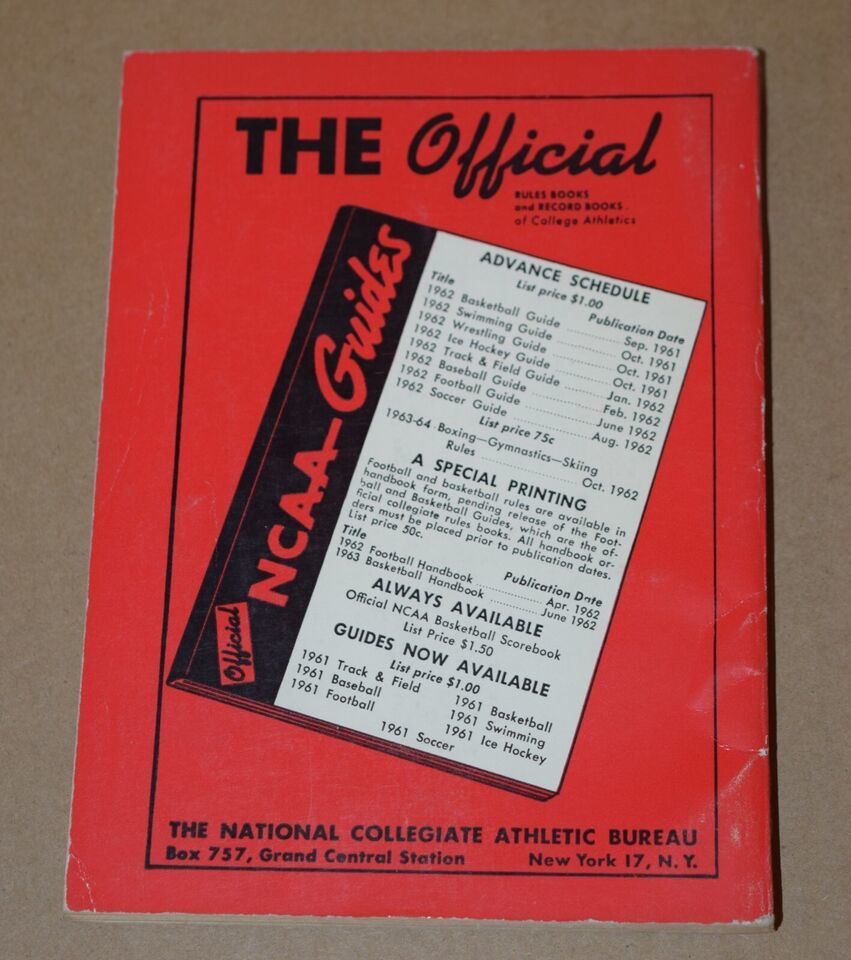 THE Official
RULES BOOKS
and RECORD BOOKS.
of College Athletics
Official NCAA-Guides
ADVANCE SCHEDULE
List price $1.00
Title Publication Date
1962 Basketball Guide ........ Sep. 1961
1962 Swimming Guide ........ Oct. 1961
1962 Wrestling Guide ........ Oct. 1961
1962 Ice Hockey Guide ........ Oct. 1961
1962 Track & Field Guide ........ Jan. 1962
1962 Baseball Guide ........ Feb. 1962
1962 Football Guide ........ June 1962
1962 Soccer Guide ........ Aug. 1962
List price 75c
1963-64 Boxing—Gymnastics—Skiing
Rules ........ Oct. 1962
A SPECIAL PRINTING
Football and basketball rules are available in
handbook form, pending release of the Foot-
ball and Basketball Guides, which are the of-
ficial collegiate rules books. All handbook or-
ders must be placed prior to publication dates.
List price 50c.
Title Publication Date
1962 Football Handbook ........ Apr. 1962
1963 Basketball Handbook ........ June 1962
ALWAYS AVAILABLE
Official NCAA Basketball Scorebook
List Price $1.50
GUIDES NOW AVAILABLE
List price $1.00
1961 Track & Field 1961 Basketball
1961 Baseball 1961 Swimming
1961 Football 1961 Ice Hockey
1961 Soccer
THE NATIONAL COLLEGIATE ATHLETIC BUREAU
Box 757, Grand Central Station New York 17, N. Y.